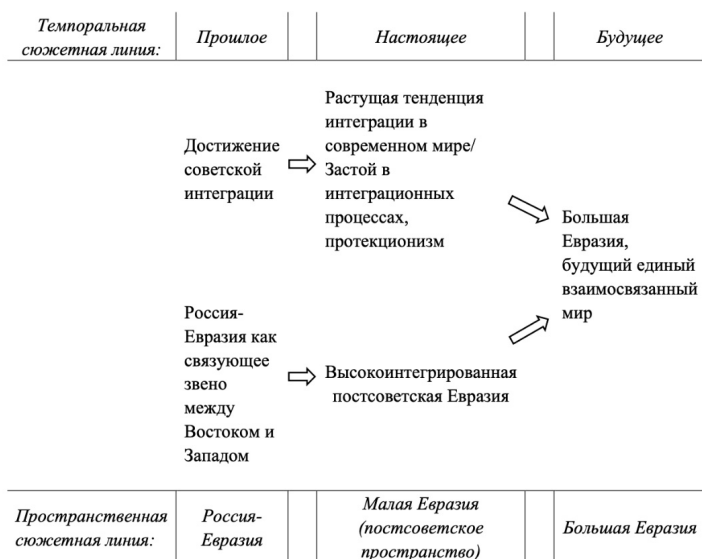 Темпоральная
сюжетная линия:
Прошлое
Настоящее
Будущее
Достижение
советской
интеграции
Растущая тенденция
интеграции в
современном мире/
Застой в
интеграционных
процессах,
протекционизм
Большая
Евразия,
будущий единый
взаимосвязанный
мир
Россия-
Евразия как
связующее
звено
между
Востоком и
Западом
Высокоинтегрированная
постсоветская Евразия
Пространственная
сюжетная линия:
Россия-
Евразия
Малая Евразия
(постсоветское
пространство)
Большая Евразия